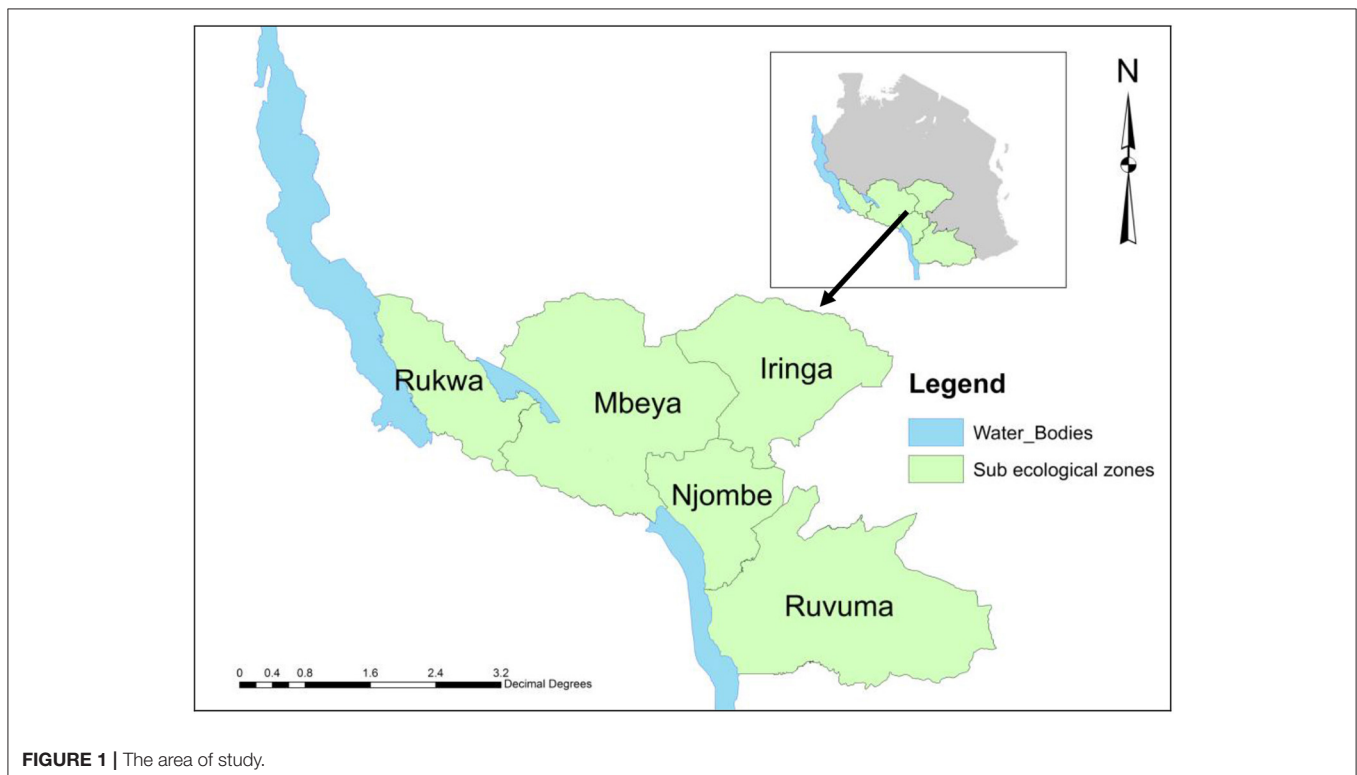 N
Rukwa
Mbeya
Iringa
Njombe
Ruvuma
Legend
Water_Bodies
Sub ecological zones
0 0.4 0.8 1.6 2.4 3.2
Decimal Degrees
FIGURE 1 | The area of study.